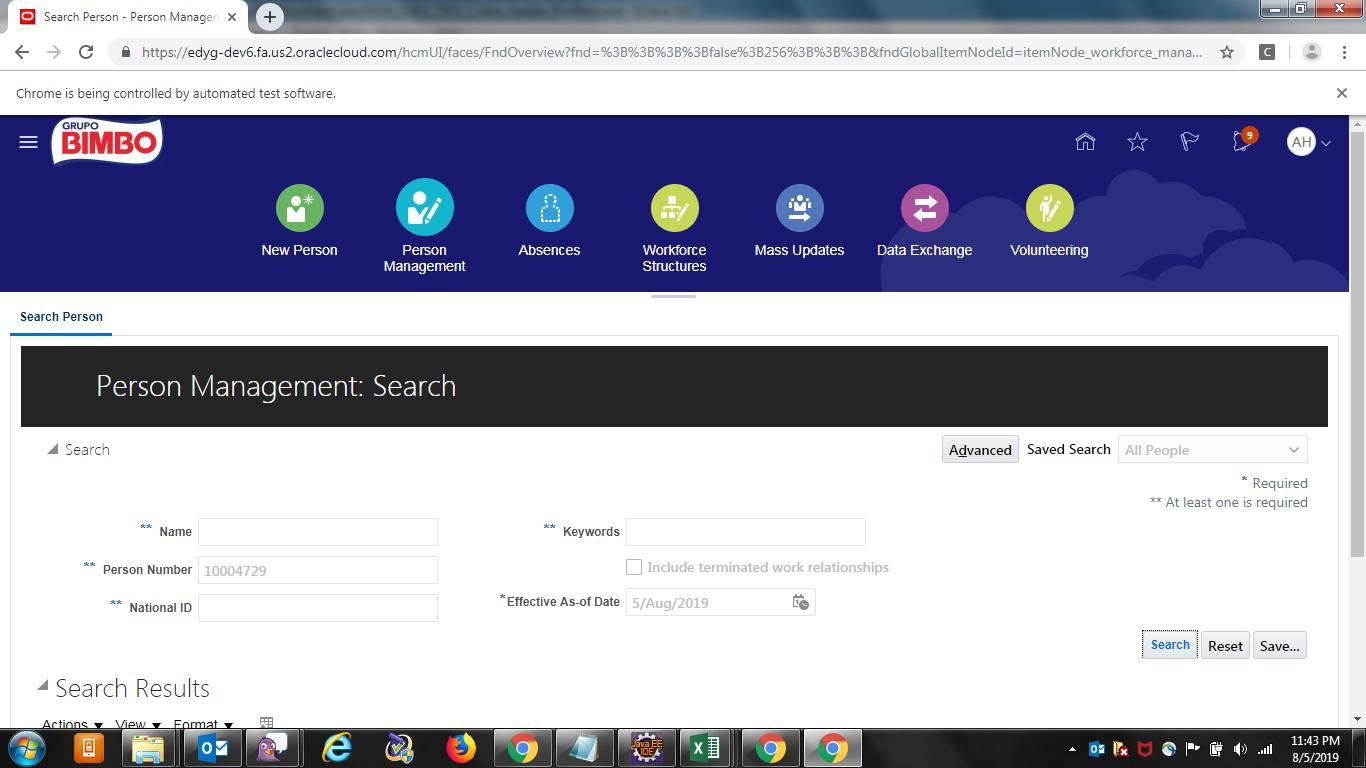 Search Person - Person Managem
https://edyg-dev6.fa.us2.oraclecloud.com/hcmUI/faces/FndOverview?fnd=%3B%3B%3B%3Bfalse%3B256%3B%3B%3B&fndGlobalItemNodeId=itemNode_workforce_mana...
C
Chrome is being controlled by automated test software.
GRUPO
BIMBO
9
AH
New Person
Person Management
Absences
Workforce Structures
Mass Updates
Data Exchange
Volunteering
Search Person
Person Management: Search
Search
Advanced Saved Search All People
* Required
** At least one is required
** Name
** Keywords
** Person Number 10004729
Include terminated work relationships
** National ID
* Effective As-of Date 5/Aug/2019
Search Reset Save...
Search Results
Actions View Format
Java EE
IDE
11:43 PM
8/5/2019